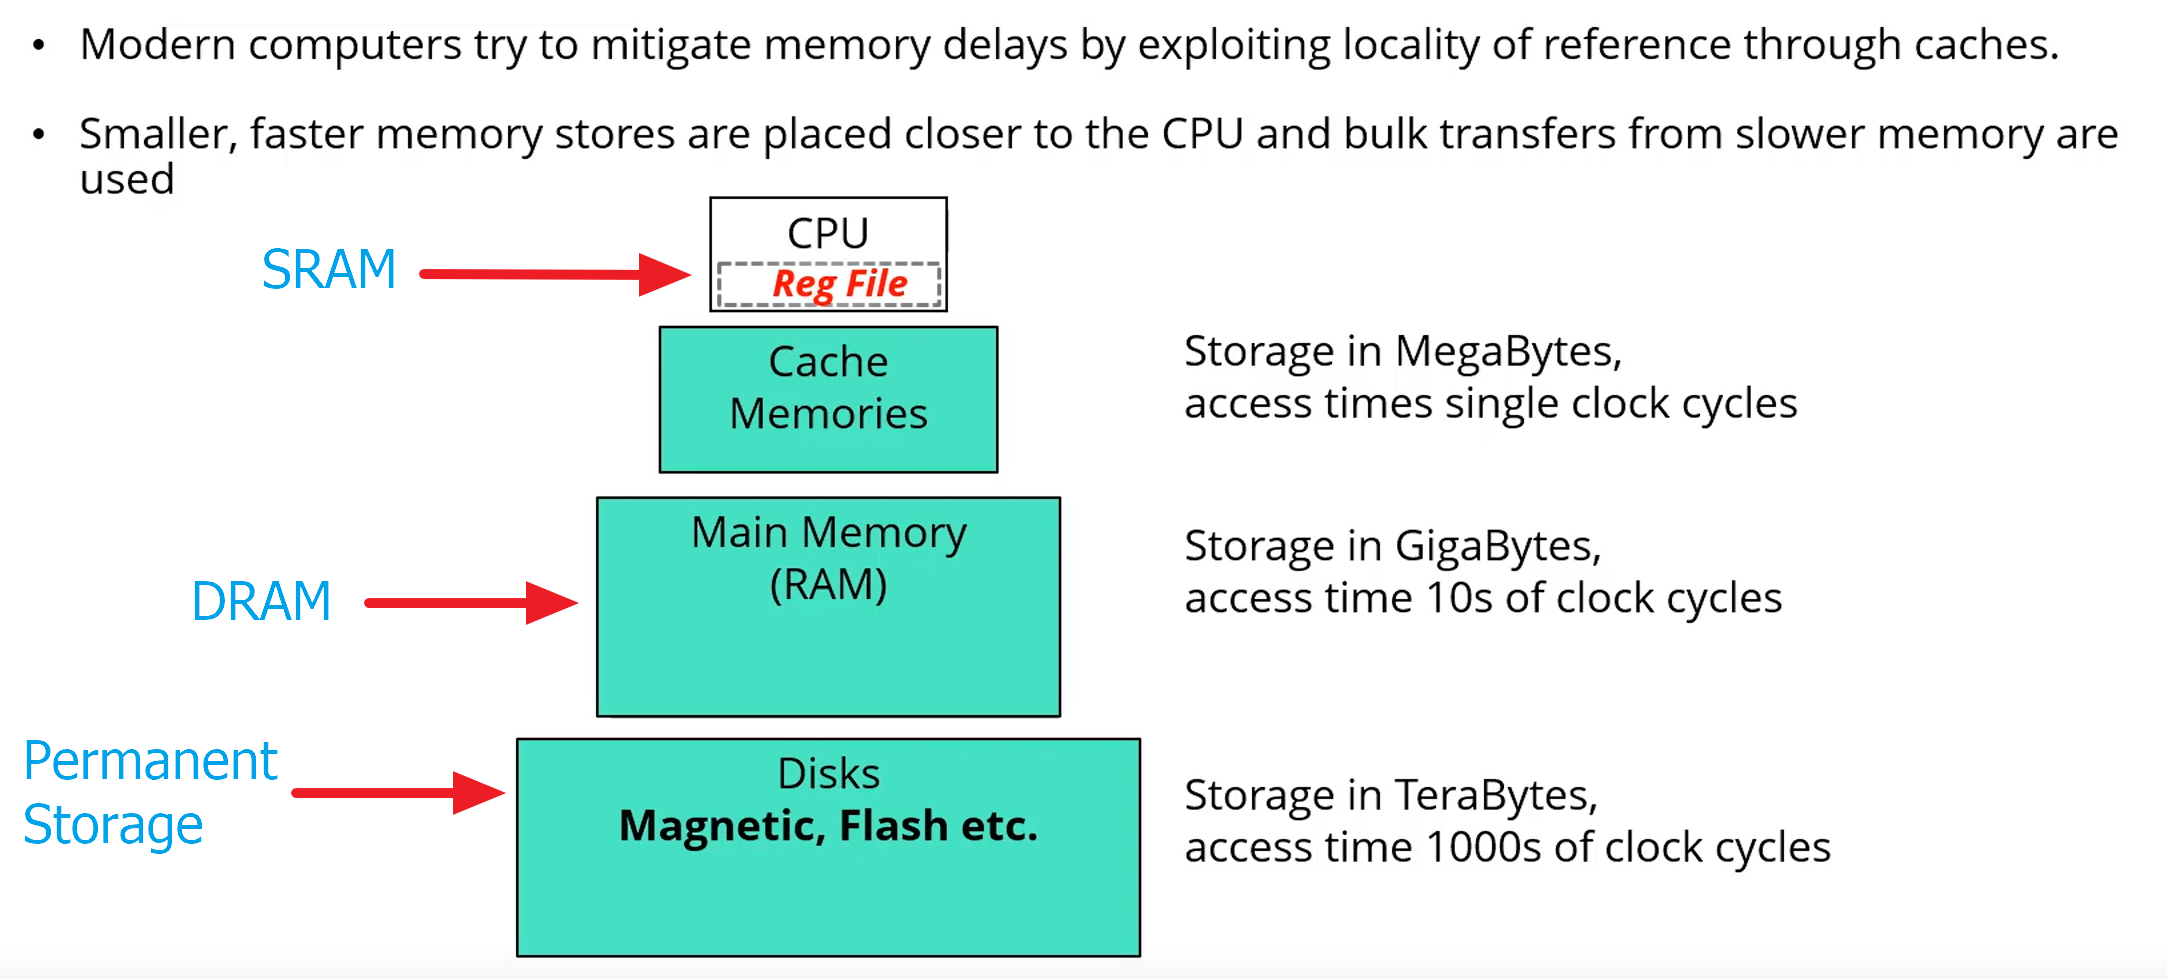 • Modern computers try to mitigate memory delays by exploiting locality of reference through caches.
• Smaller, faster memory stores are placed closer to the CPU and bulk transfers from slower memory are
used
CPU
SRAM
Reg File
Cache
Memories
Storage in MegaBytes,
access times single clock cycles
Main Memory
(RAM)
DRAM
Storage in GigaBytes,
access time 10s of clock cycles
Permanent
Storage
Disks
Magnetic, Flash etc.
Storage in TeraBytes,
access time 1000s of clock cycles